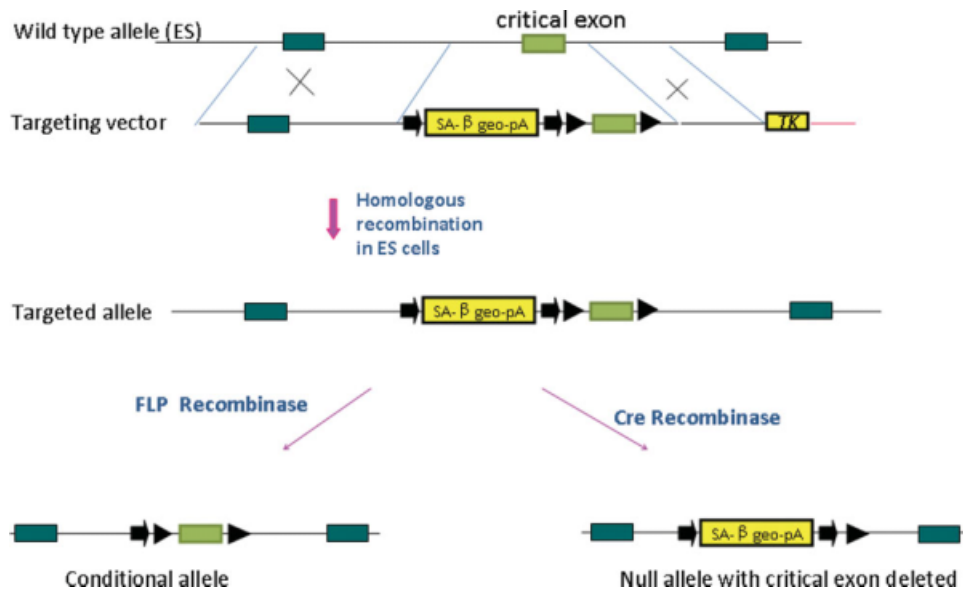 critical exon
Wild type allele (ES)
Targeting vector
SA- β geo-pA
TK
Homologous
recombination
in ES cells
Targeted allele
SA- β geo-pA
FLP Recombinase
Cre Recombinase
SA- β geo-pA
Conditional allele
Null allele with critical exon deleted